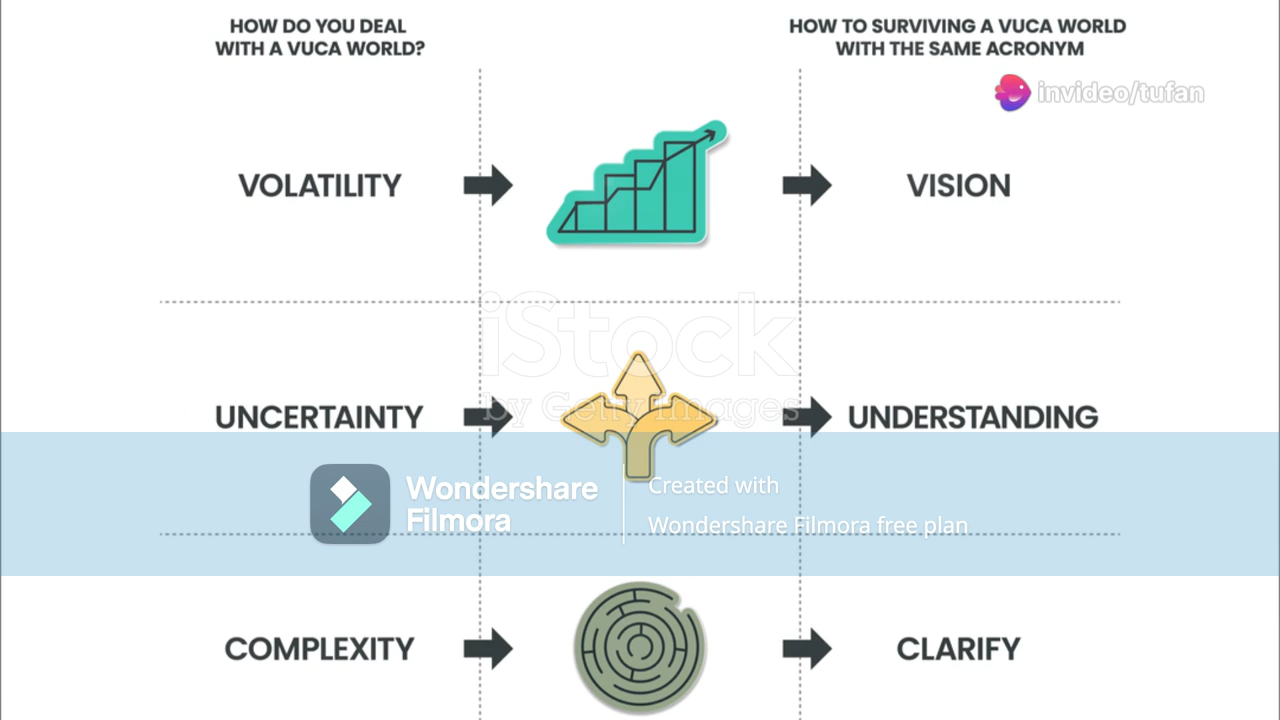 HOW DO YOU DEAL
WITH A VUCA WORLD?
HOW TO SURVIVING A VUCA WORLD
WITH THE SAME ACRONYM
invideo/tufan
VOLATILITY
VISION
iStock
by Getty Images
UNCERTAINTY
UNDERSTANDING
Wondershare
Filmora
Created with
Wondershare Filmora free plan
COMPLEXITY
CLARIFY